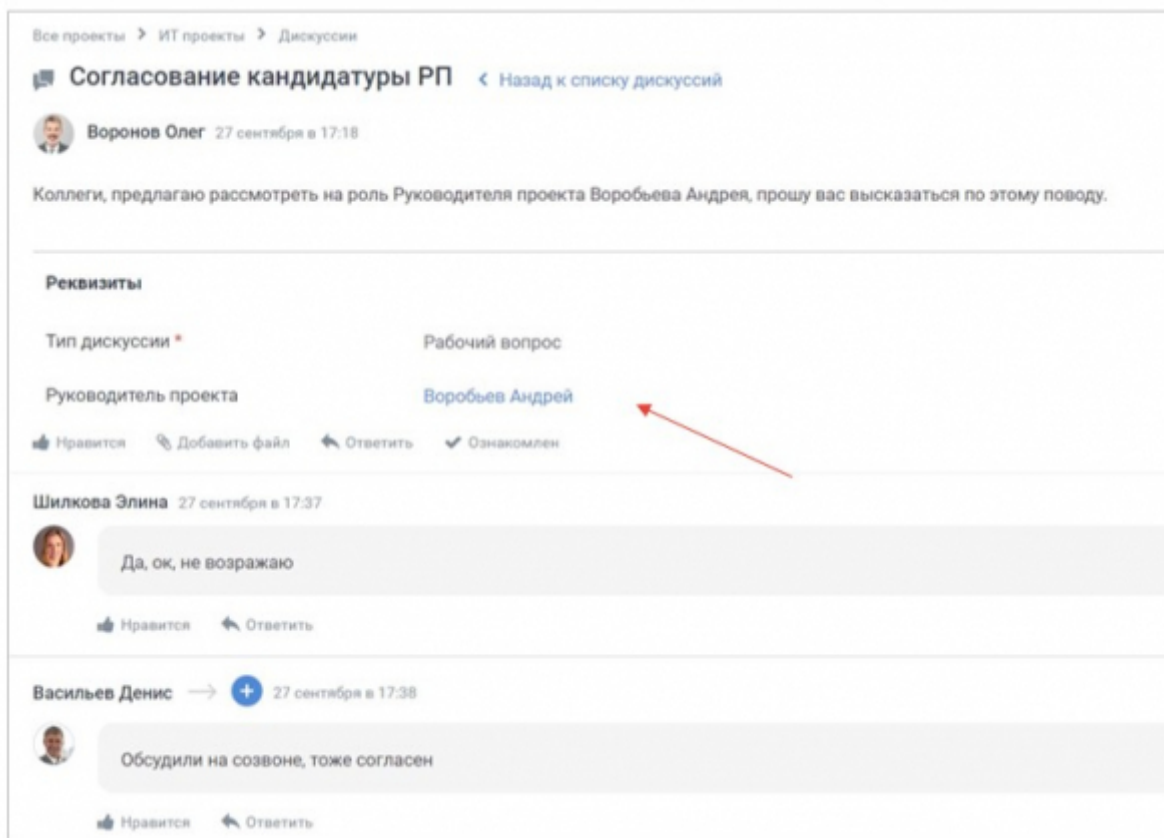 Все проекты > ИТ проекты > Дискуссии
Согласование кандидатуры РП < Назад к списку дискуссий
Воронов Олег 27 сентября в 17:18
Коллеги, предлагаю рассмотреть на роль Руководителя проекта Воробьева Андрея, прошу вас высказаться по этому поводу.
Реквизиты
Тип дискуссии * Рабочий вопрос
Руководитель проекта Воробьев Андрей
Нравится Добавить файл Ответить Ознакомлен
Шилкова Элина 27 сентября в 17:37
Да, ок, не возражаю
Нравится Ответить
Васильев Денис → + 27 сентября в 17:38
Обсудили на созвоне, тоже согласен
Нравится Ответить